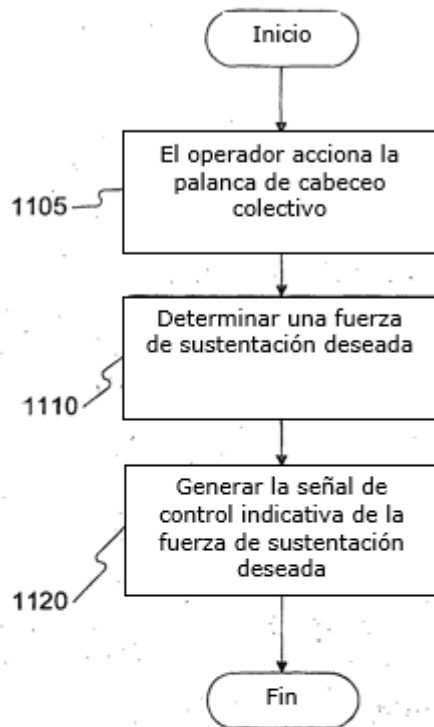 Inicio
El operador acciona la
palanca de cabeceo
colectivo
1105
Determinar una fuerza
de sustentación deseada
1110
Generar la señal de
control indicativa de la
fuerza de sustentación
deseada
1120
Fin